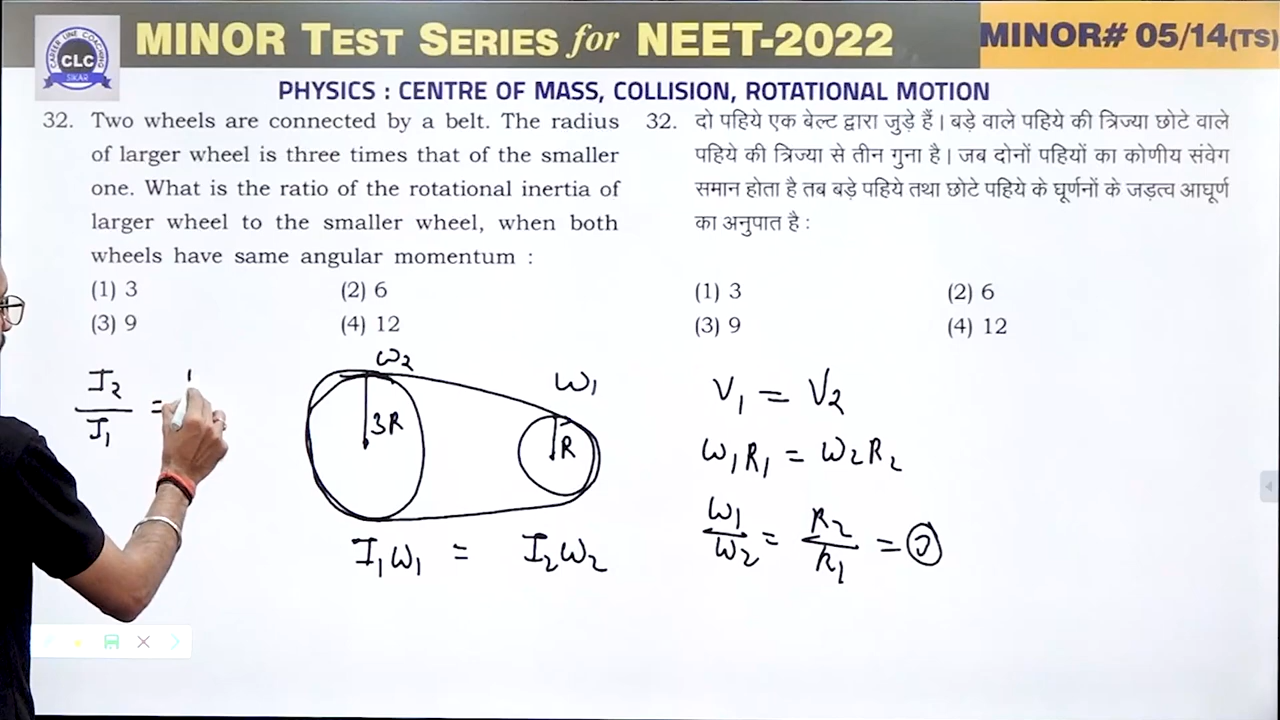 CAREER LINE COACHING
CLC
SIKAR
MINOR TEST SERIES for NEET-2022
MINOR# 05/14(TS)
PHYSICS : CENTRE OF MASS, COLLISION, ROTATIONAL MOTION
32. Two wheels are connected by a belt. The radius
of larger wheel is three times that of the smaller
one. What is the ratio of the rotational inertia of
larger wheel to the smaller wheel, when both
wheels have same angular momentum :
(1) 3 (2) 6
(3) 9 (4) 12
32. दो पहिये एक बेल्ट द्वारा जुड़े हैं। बड़े वाले पहिये की त्रिज्या छोटे वाले
पहिये की त्रिज्या से तीन गुना है। जब दोनों पहियों का कोणीय संवेग
समान होता है तब बड़े पहिये तथा छोटे पहिये के घूर्णनों के जड़त्व आघूर्ण
का अनुपात है :
(1) 3 (2) 6
(3) 9 (4) 12
I₂/I₁ =
ω₂
3R
ω₁
R
I₁ω₁ = I₂ω₂
V₁ = V₂
ω₁R₁ = ω₂R₂
ω₁/ω₂ = R₂/R₁ =